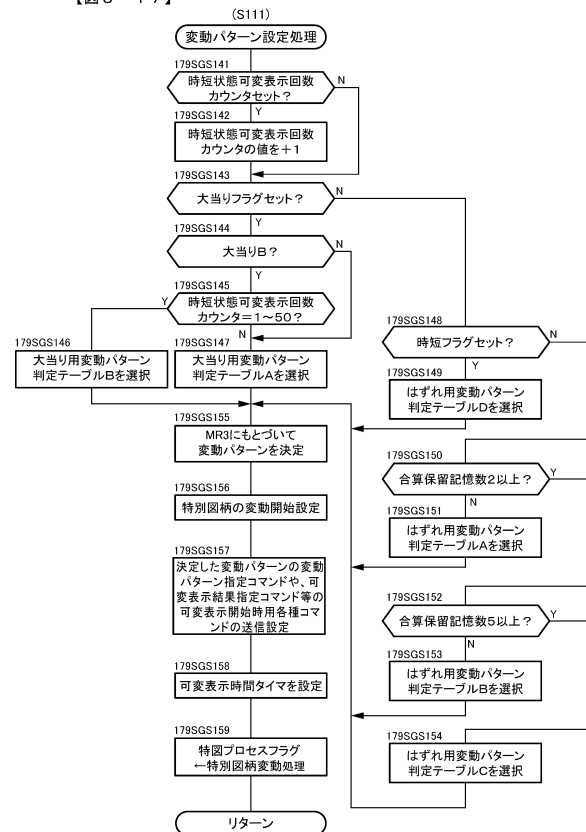 (S111)
変動パターン設定処理
179SGS141
時短状態可変表示回数
カウンタセット？
N
Y
179SGS142
時短状態可変表示回数
カウンタの値を＋1
179SGS143
大当りフラグセット？
N
Y
179SGS144
大当りB？
N
Y
179SGS145
時短状態可変表示回数
カウンタ＝1～50？
Y
N
179SGS146
大当り用変動パターン
判定テーブルBを選択
179SGS147
大当り用変動パターン
判定テーブルAを選択
179SGS148
時短フラグセット？
N
Y
179SGS149
はずれ用変動パターン
判定テーブルDを選択
179SGS150
合算保留記憶数2以上？
Y
N
179SGS151
はずれ用変動パターン
判定テーブルAを選択
179SGS152
合算保留記憶数5以上？
Y
N
179SGS153
はずれ用変動パターン
判定テーブルBを選択
179SGS154
はずれ用変動パターン
判定テーブルCを選択
179SGS155
MR3にもとづいて
変動パターンを決定
179SGS156
特別図柄の変動開始設定
179SGS157
決定した変動パターンの変動
パターン指定コマンドや、可
変表示結果指定コマンド等の
可変表示開始時用各種コマ
ンドの送信設定
179SGS158
可変表示時間タイマを設定
179SGS159
特図プロセスフラグ
←特別図柄変動処理
リターン